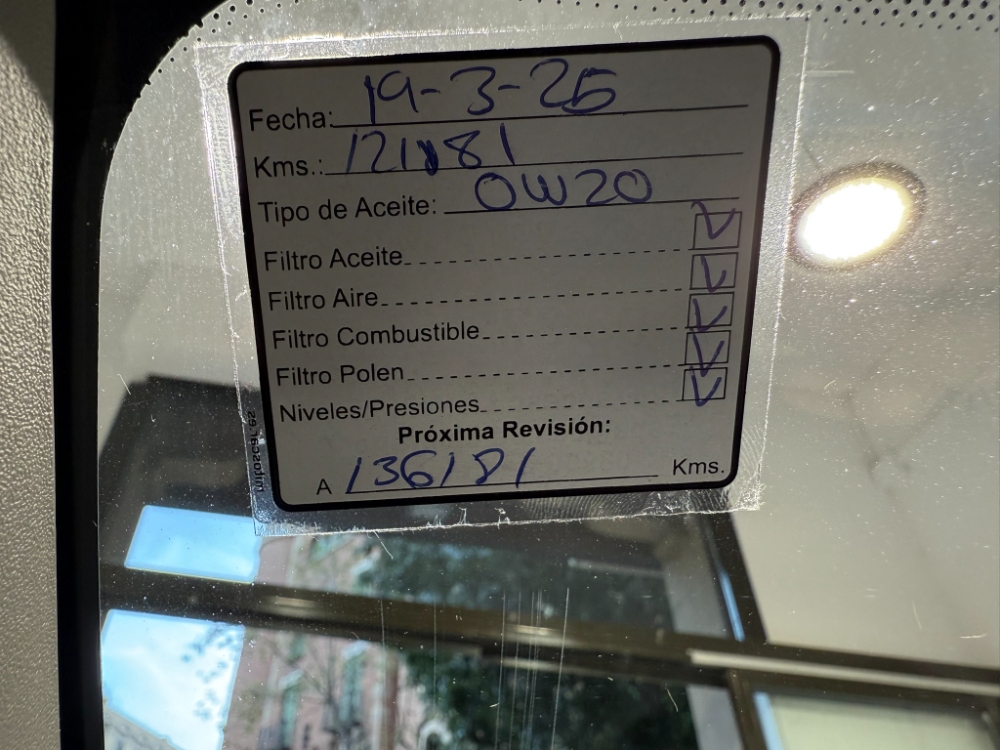 Fecha: 19-3-25
Kms.: 121181
Tipo de Aceite: 0W20
Filtro Aceite
Filtro Aire
Filtro Combustible
Filtro Polen
Niveles/Presiones
Próxima Revisión:
A 136181 Kms.